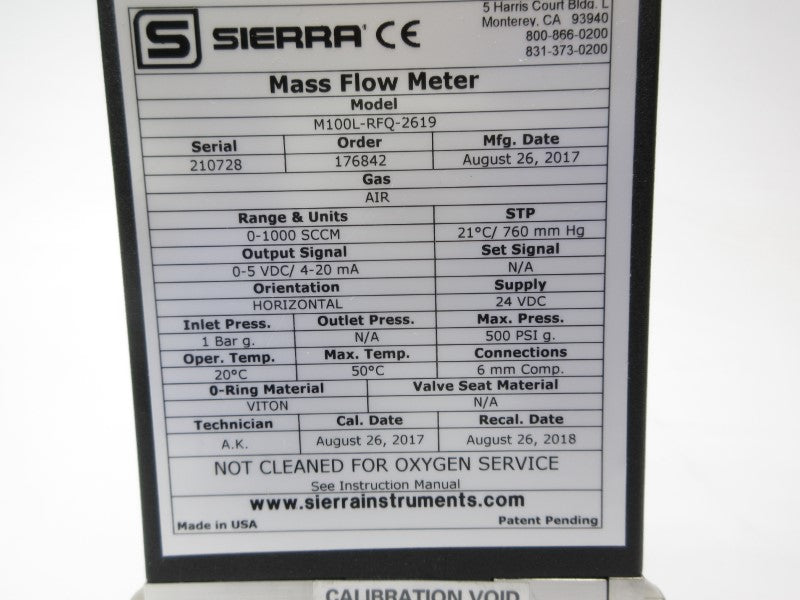 5 Harris Court Bldg. L
Monterey, CA 93940
800-866-0200
831-373-0200
S SIERRA CE
Mass Flow Meter
Model
M100L-RFQ-2619
Serial Order Mfg. Date
210728 176842 August 26, 2017
Gas
AIR
Range & Units STP
0-1000 SCCM 21°C/ 760 mm Hg
Output Signal Set Signal
0-5 VDC/ 4-20 mA N/A
Orientation Supply
HORIZONTAL 24 VDC
Inlet Press. Outlet Press. Max. Press.
1 Bar g. N/A 500 PSI g.
Oper. Temp. Max. Temp. Connections
20°C 50°C 6 mm Comp.
0-Ring Material Valve Seat Material
VITON N/A
Technician Cal. Date Recal. Date
A.K. August 26, 2017 August 26, 2018
NOT CLEANED FOR OXYGEN SERVICE
See Instruction Manual
www.sierrainstruments.com
Made in USA Patent Pending
CALIBRATION VOID